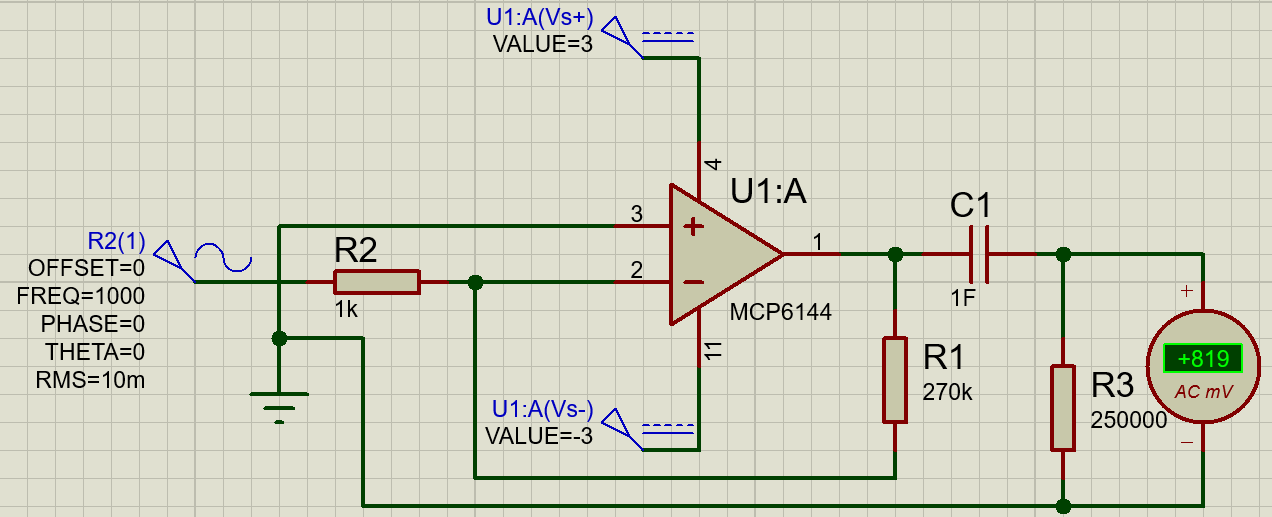 U1:A(Vs+)
VALUE=3
4
U1:A
3
+
1
C1
R2(1)
OFFSET=0
FREQ=1000
PHASE=0
THETA=0
RMS=10m
R2
1k
2
−
MCP6144
1F
+
11
R1
270k
+819
AC mV
R3
250000
−
U1:A(Vs-)
VALUE=-3